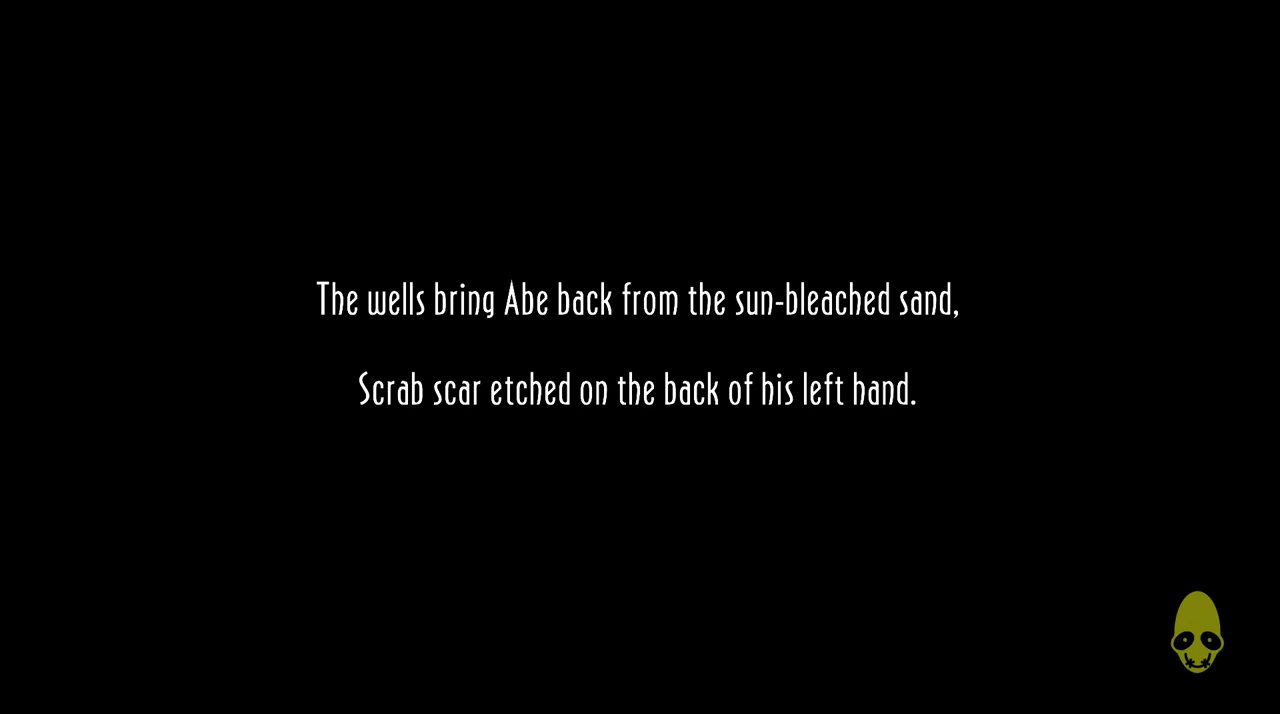 The wells bring Abe back from the sun-bleached sand,
Scrab scar etched on the back of his left hand.